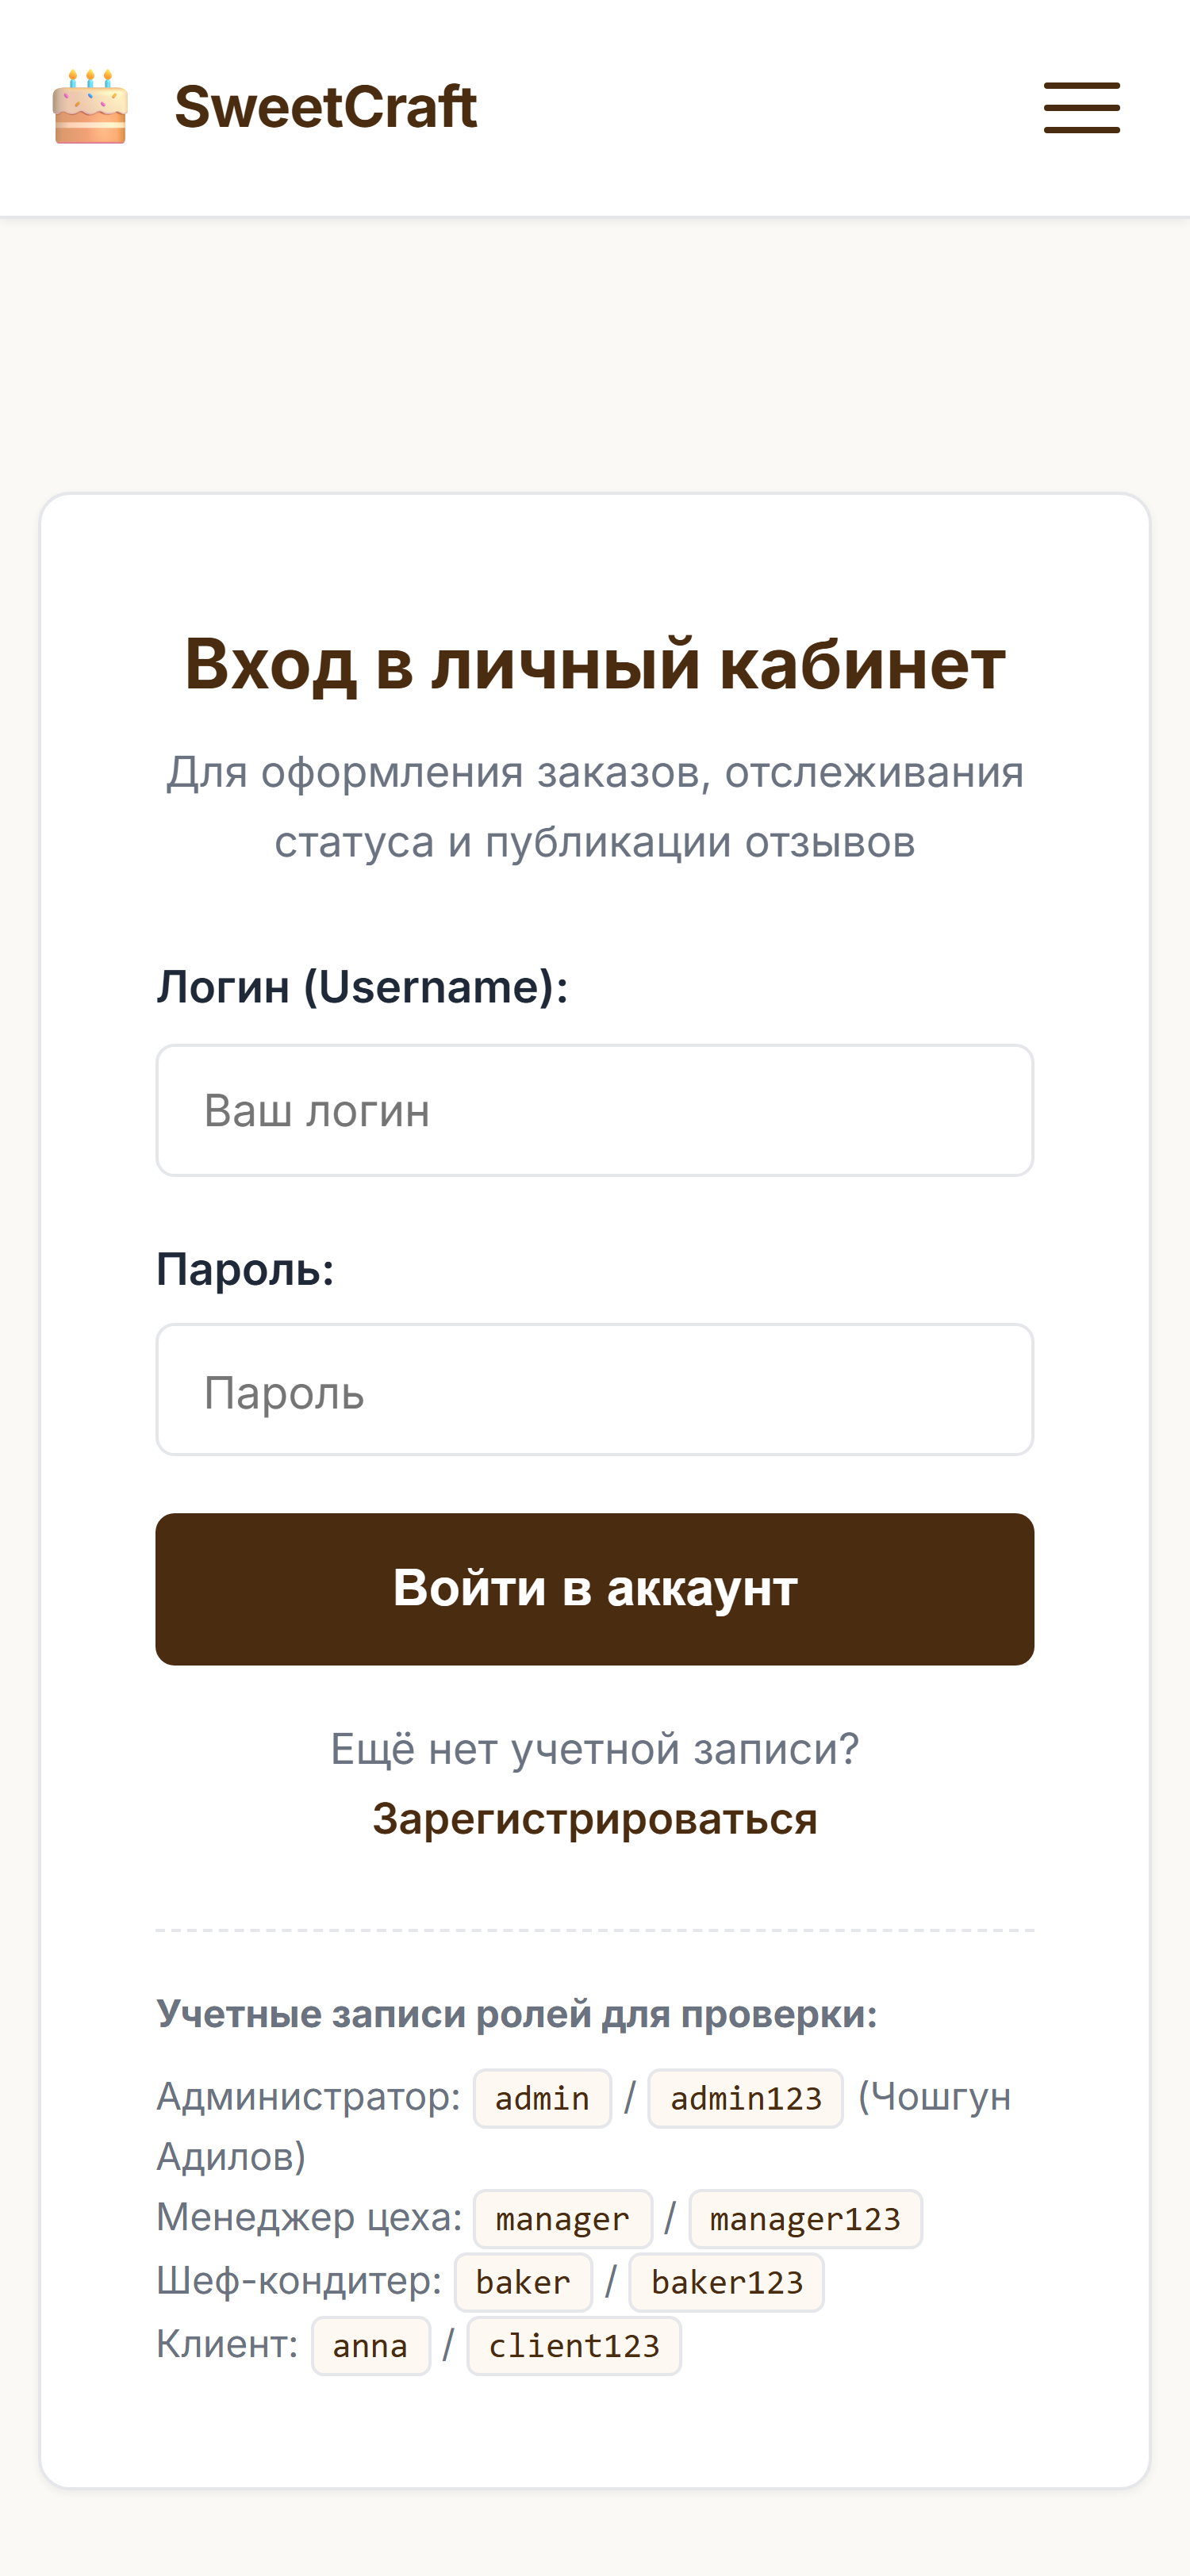 SweetCraft
Вход в личный кабинет
Для оформления заказов, отслеживания
статуса и публикации отзывов
Логин (Username):
Ваш логин
Пароль:
Пароль
Войти в аккаунт
Ещё нет учетной записи?
Зарегистрироваться
Учетные записи ролей для проверки:
Администратор: admin / admin123 (Чошгун
Адилов)
Менеджер цеха: manager / manager123
Шеф-кондитер: baker / baker123
Клиент: anna / client123